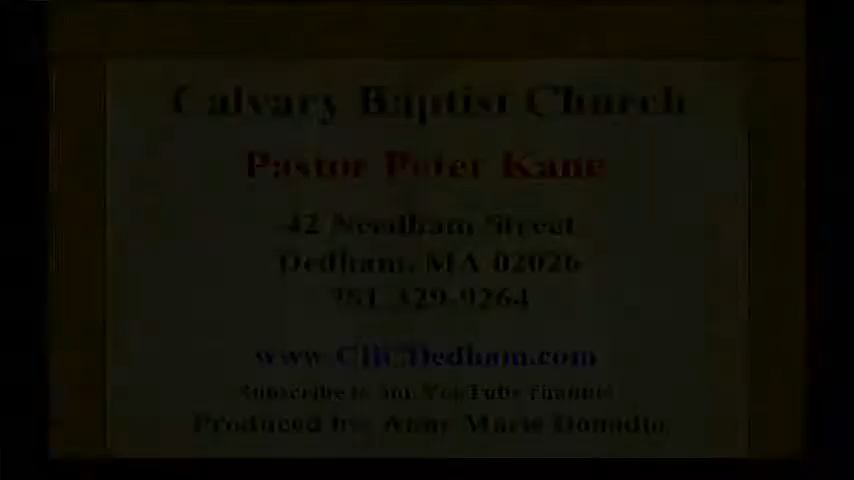 Calvary Baptist Church
Pastor Peter Kane
42 Needham Street
Dedham, MA 02026
781 329-9264
www.CBCDedham.com
Subscribe to our YouTube channel
Produced by: Anne Marie Donadio